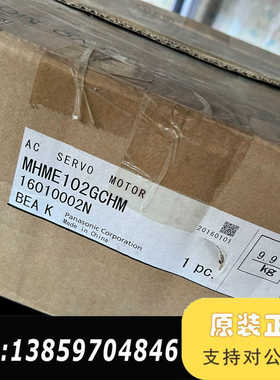 AC SERVO MOTOR
MHME102GCHM
16010002N
BEA K
Panasonic Corporation
Made in China
20160101
1 pc.
9.9
kg
原装正
:13859704846
支持对公